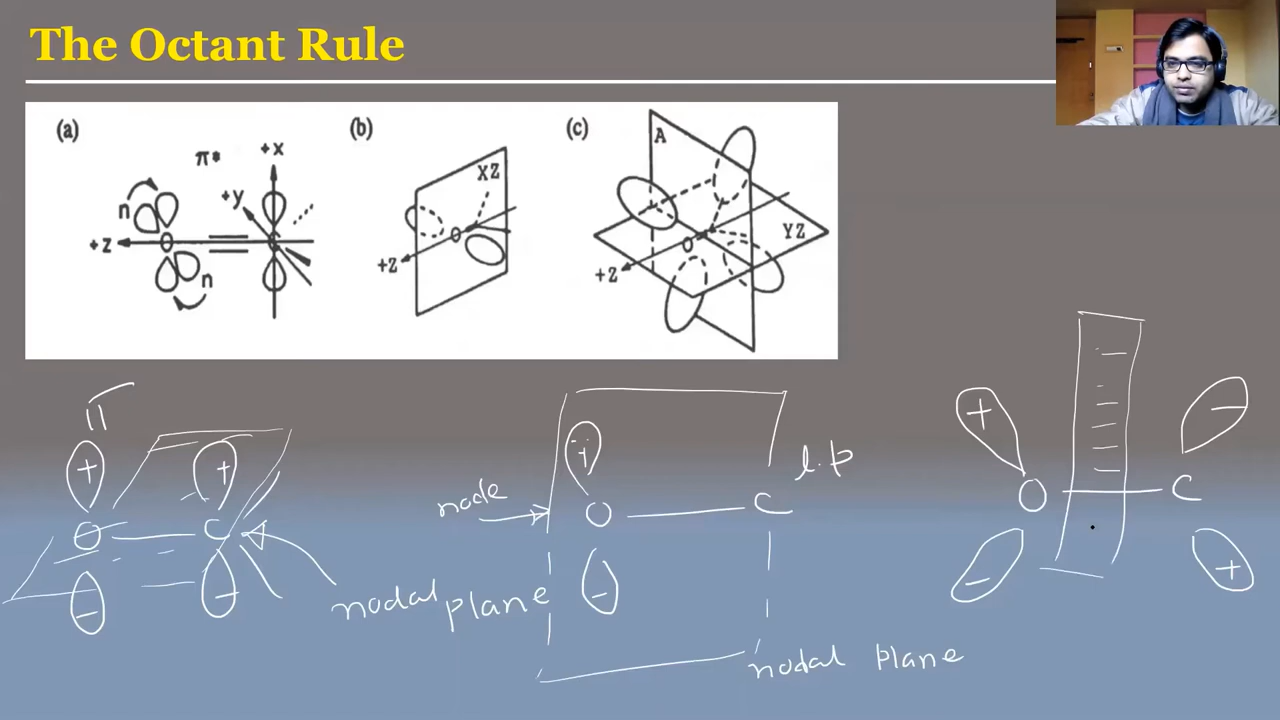 The Octant Rule
(a)
(b)
(c)
π*
+X
+y
n
+Z
O
C
n
XZ
O
+Z
A
YZ
O
+Z
π
+ +
O C
- -
nodal plane
node
+
O C
l.p
-
nodal plane
+ -
O C
- +